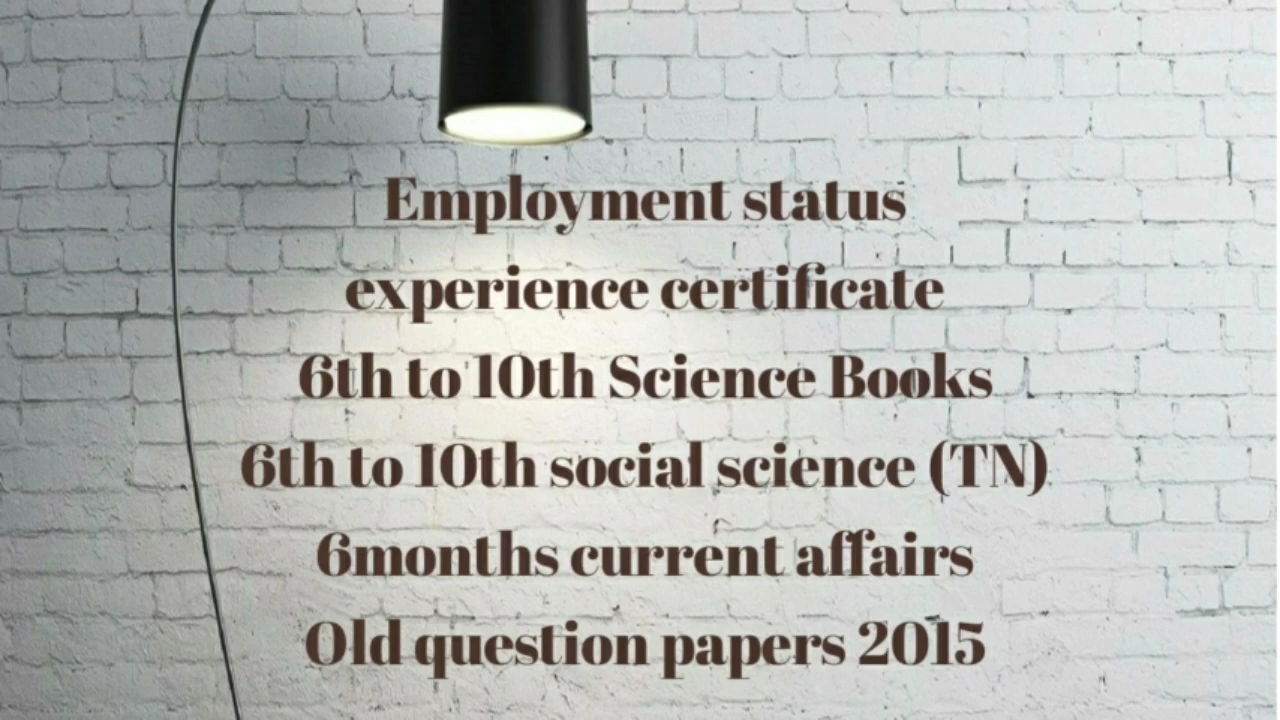 Employment status
experience certificate
6th to 10th Science Books
6th to 10th social science (TN)
6months current affairs
Old question papers 2015